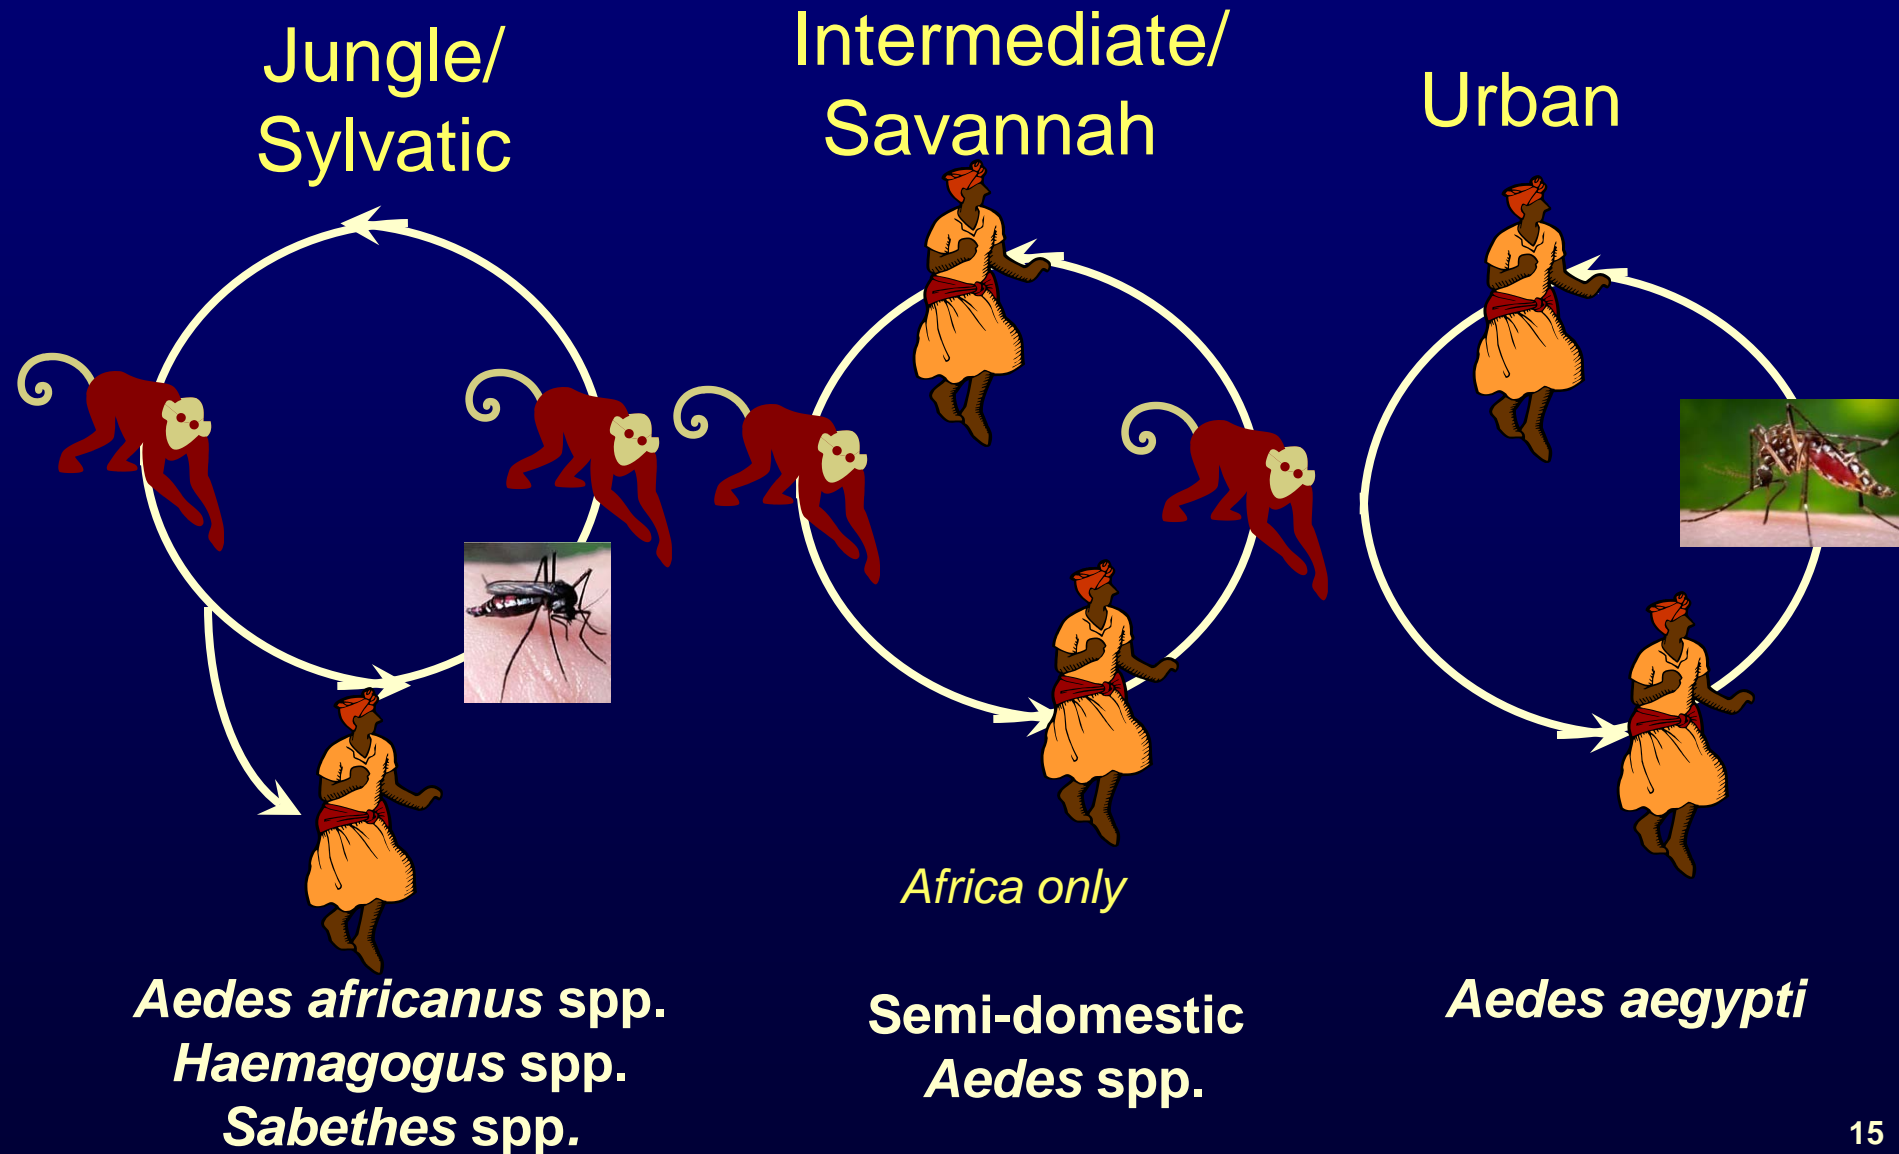 Jungle/
Sylvatic
Intermediate/
Savannah
Urban
Africa only
Aedes africanus spp.
Haemagogus spp.
Sabethes spp.
Semi-domestic
Aedes spp.
Aedes aegypti
15